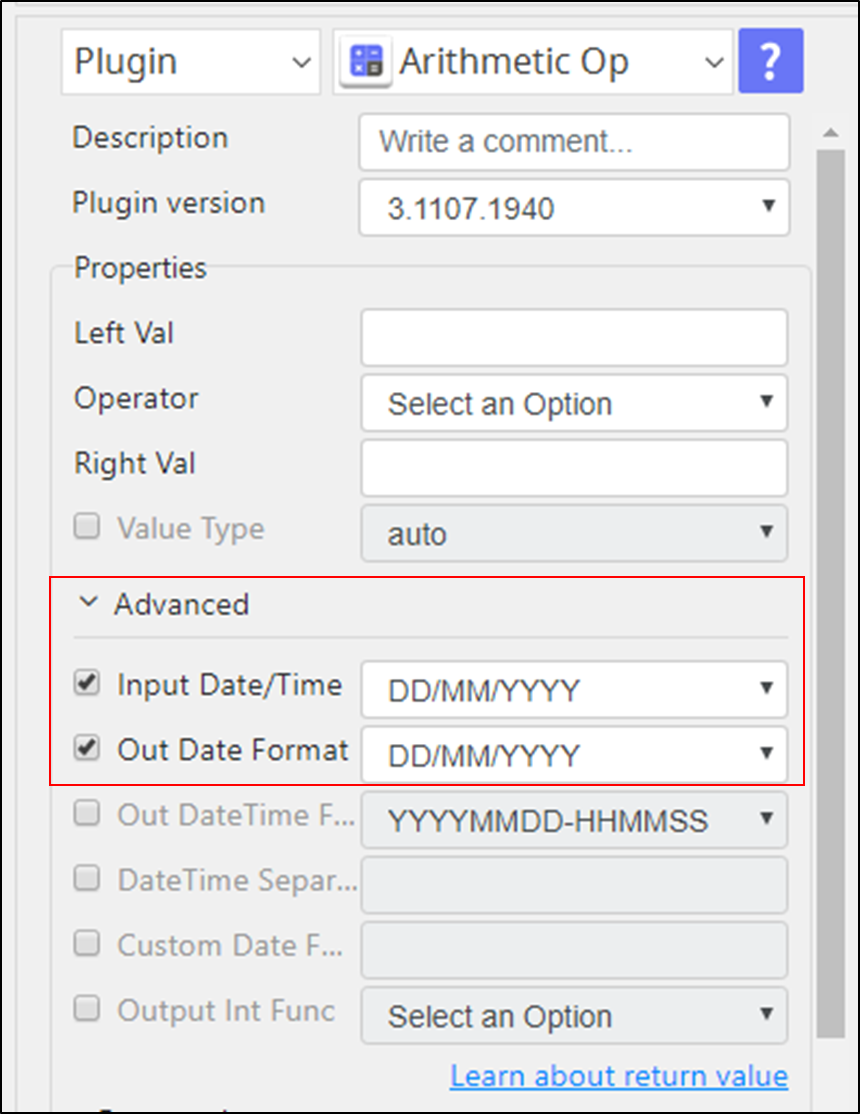 Plugin Arithmetic Op ?
Description Write a comment...
Plugin version 3.1107.1940
Properties
Left Val
Operator Select an Option
Right Val
Value Type auto
Advanced
Input Date/Time DD/MM/YYYY
Out Date Format DD/MM/YYYY
Out DateTime F... YYYYMMDD-HHMMSS
DateTime Separ...
Custom Date F...
Output Int Func Select an Option
Learn about return value